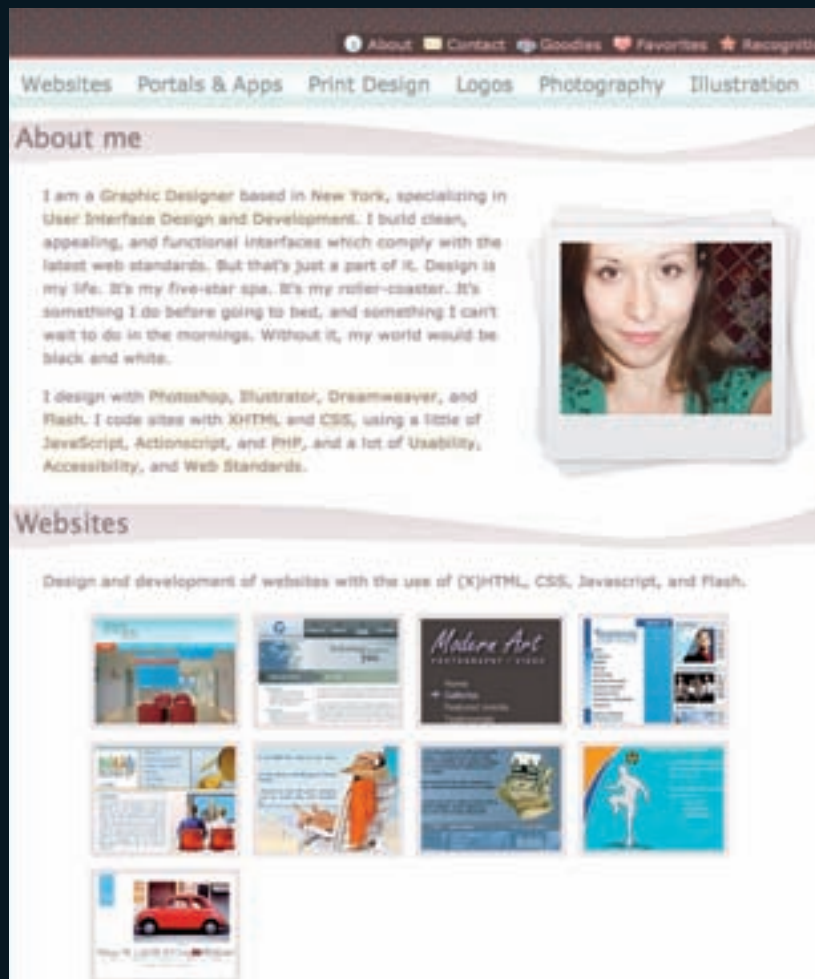 About Contact Goodies Favorites Recogniti
Websites Portals & Apps Print Design Logos Photography Illustration
About me
I am a Graphic Designer based in New York, specializing in
User Interface Design and Development. I build clean,
appealing, and functional interfaces which comply with the
latest web standards. But that's just a part of it. Design is
my life. It's my five-star spa. It's my roller-coaster. It's
something I do before going to bed, and something I can't
wait to do in the mornings. Without it, my world would be
black and white.
I design with Photoshop, Illustrator, Dreamweaver, and
Flash. I code sites with XHTML and CSS, using a little of
JavaScript, Actionscript, and PHP, and a lot of Usability,
Accessibility, and Web Standards.
Websites
Design and development of websites with the use of (X)HTML, CSS, Javascript, and Flash.
Modern Art
PHOTOGRAPHY / VIDEO
Home
Galleries
Featured events